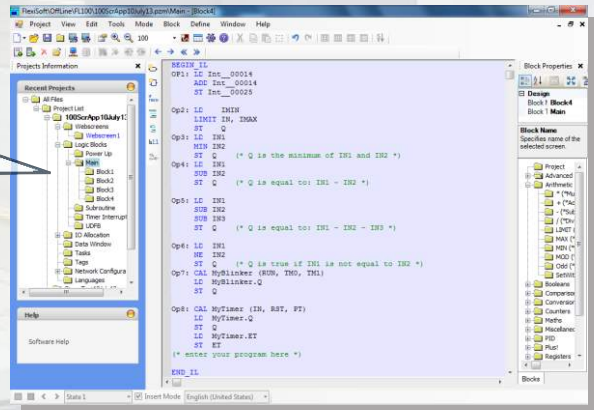 FlexiSoft\OffLine\FL100\100ScrApp10July13.pzm\Main - [Block4]
Project View Edit Tools Mode Block Define Window Help
100
Projects Information
Recent Projects
All Files
Project List
100ScrApp10July13
Webscreens
Webscreen1
Logic Blocks
Power Up
Main
Block1
Block2
Block3
Block4
Subroutine
Timer Interrupt
UDFB
IO Allocation
Data Window
Tasks
Tags
Network Configura
Languages
Help
Software Help
BEGIN_IL
OP1: LD Int__00014
ADD Int__00014
ST Int__00025
Op2: LD IMIN
LIMIT IN, IMAX
ST Q
Op3: LD IN1
MIN IN2
ST Q (* Q is the minimum of IN1 and IN2 *)
Op4: LD IN1
SUB IN2
ST Q (* Q is equal to: IN1 - IN2 *)
Op5: LD IN1
SUB IN2
SUB IN3
ST Q (* Q is equal to: IN1 - IN2 - IN3 *)
Op6: LD IN1
NE IN2
ST Q (* Q is true if IN1 is not equal to IN2 *)
Op7: CAL MyBlinker (RUN, TM0, TM1)
LD MyBlinker.Q
ST Q
Op8: CAL MyTimer (IN, RST, PT)
LD MyTimer.Q
ST Q
LD MyTimer.ET
ST ET
(* enter your program here *)
END_IL
Block Properties
Design
Block Block4
Block Main
Block Name
Specifies name of the
selected screen.
Project
Advanced
Arithmetic
* (*Mu
+ (*Ad
- (*Sub
/ (*Div
LIMIT (
MAX (*
MIN (*
MOD (*
Odd (*
SetWit
Booleans
Comparison
Conversion
Counters
Maths
Miscellane
PID
Plus!
Registers
Blocks
State 1
Insert Mode English (United States)